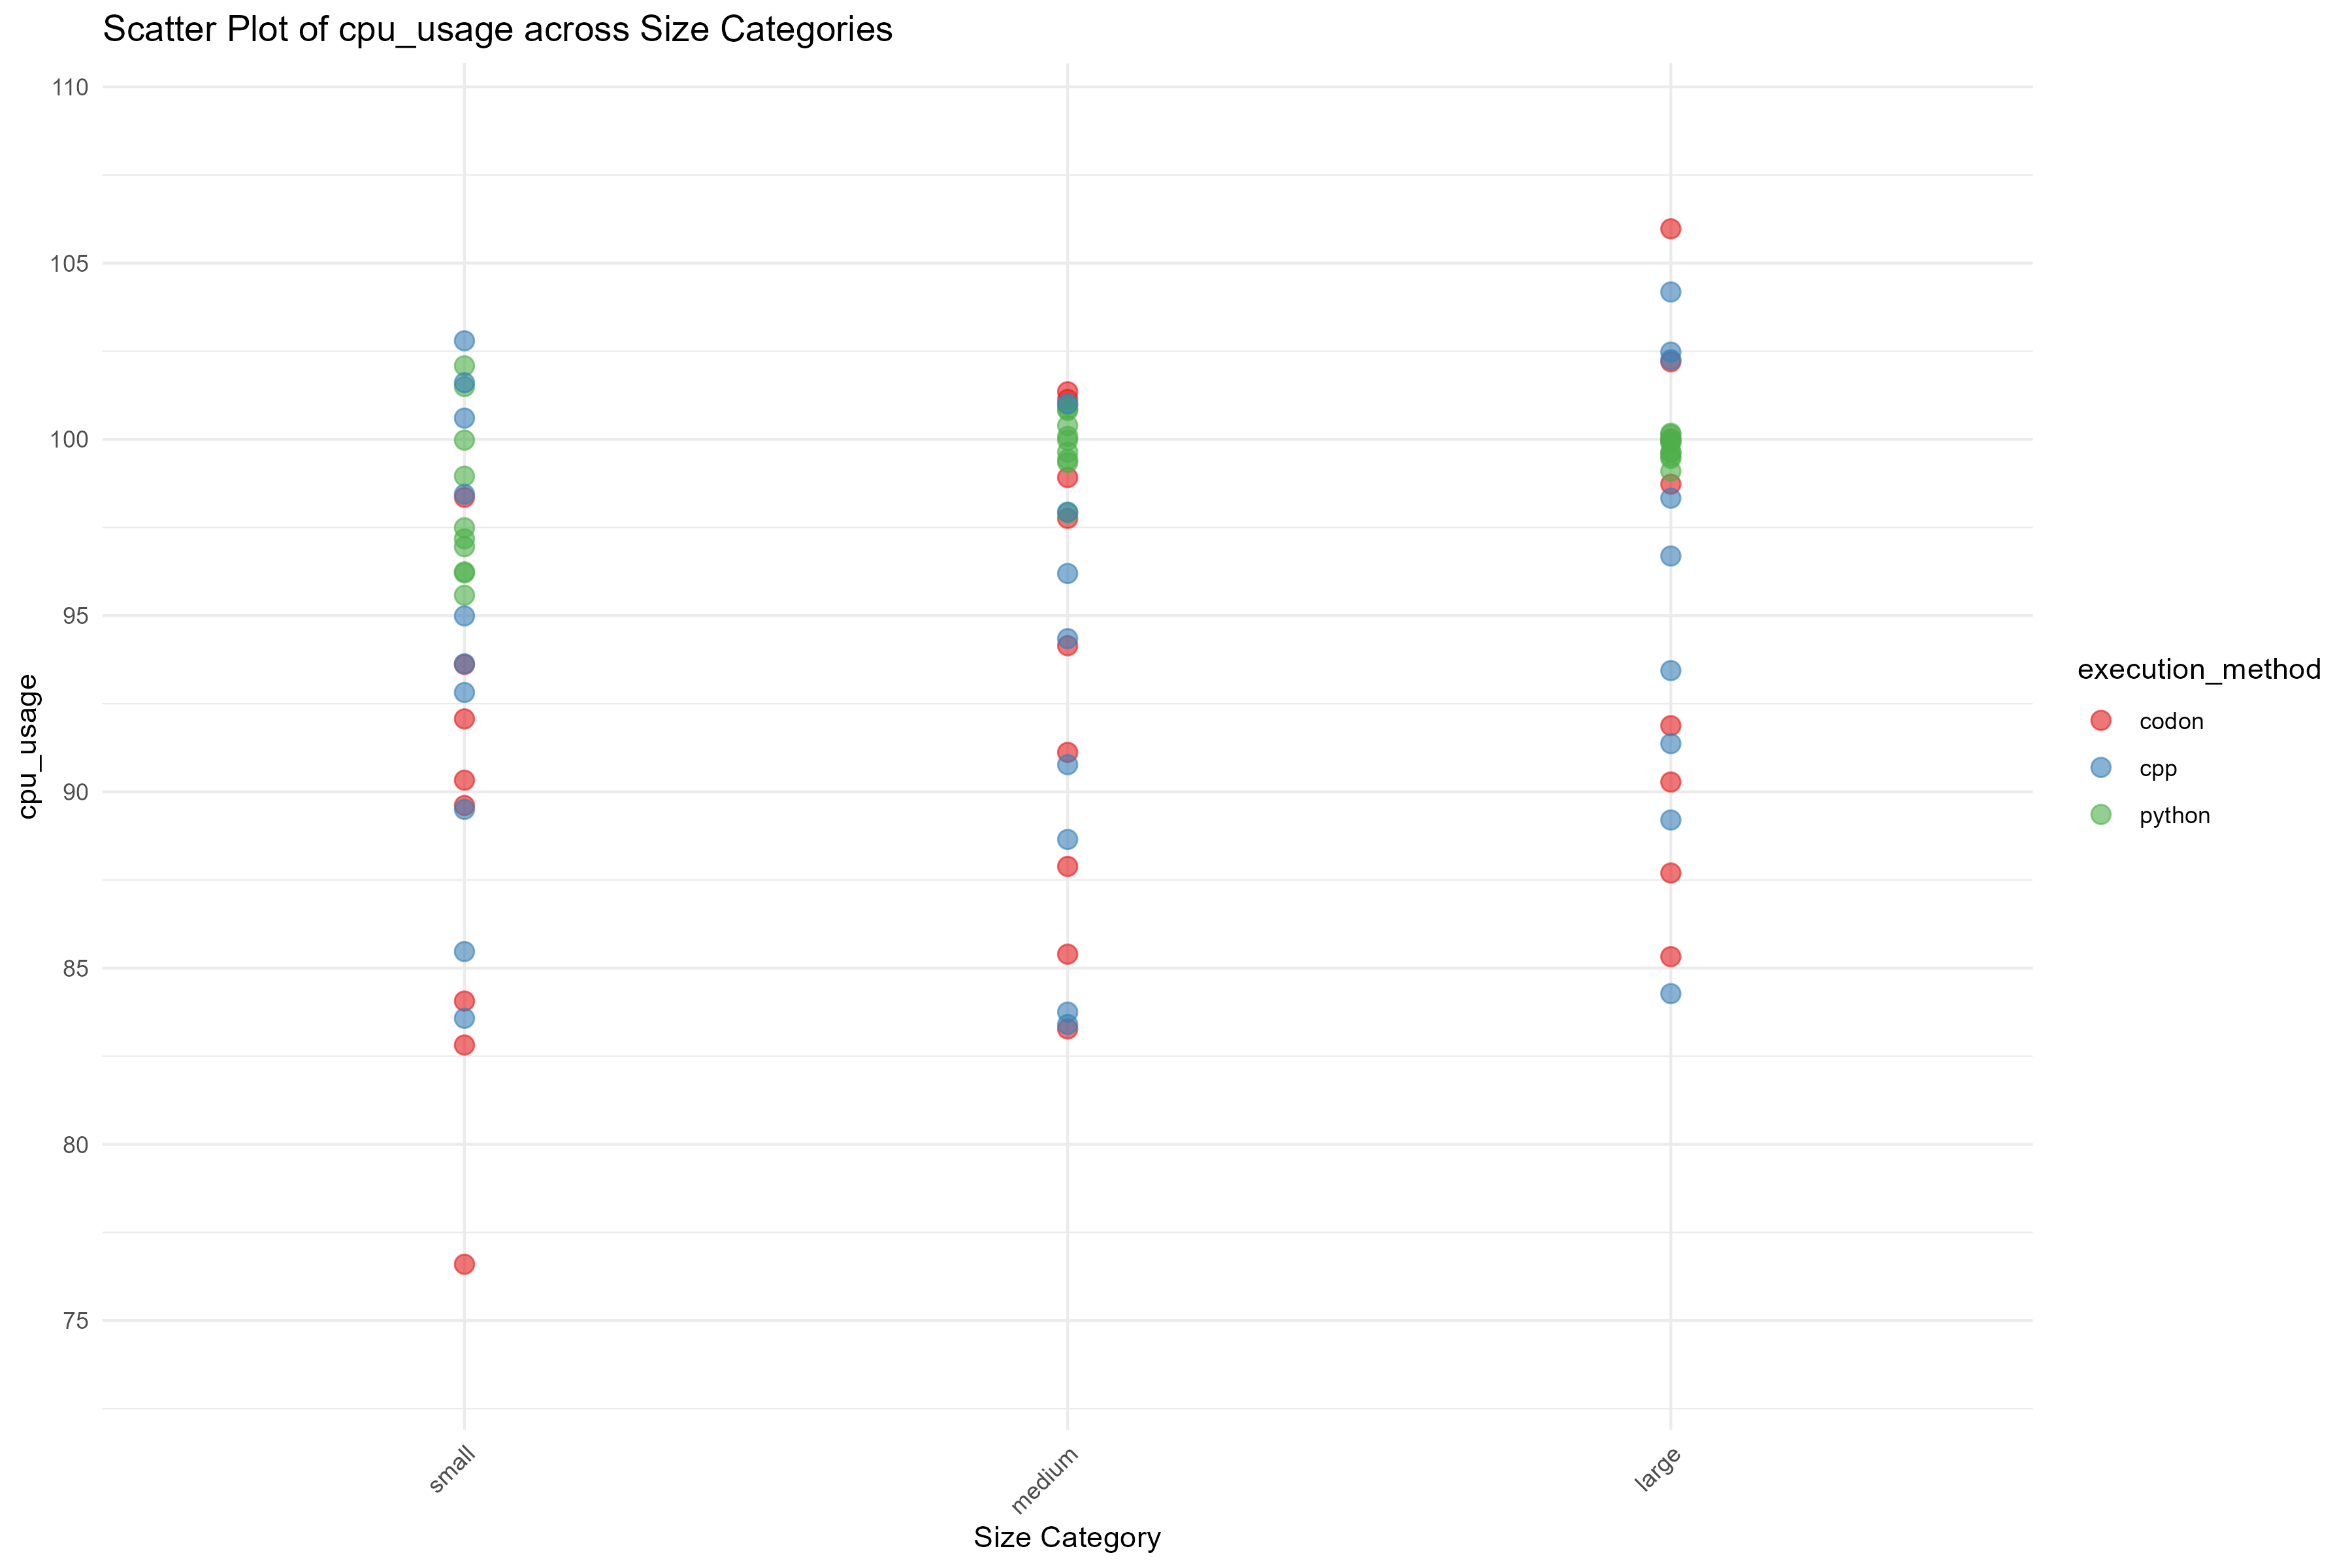 Scatter Plot of cpu_usage across Size Categories
110
105
100
95
90
85
80
75
cpu_usage
small
medium
large
Size Category
execution_method
codon
cpp
python